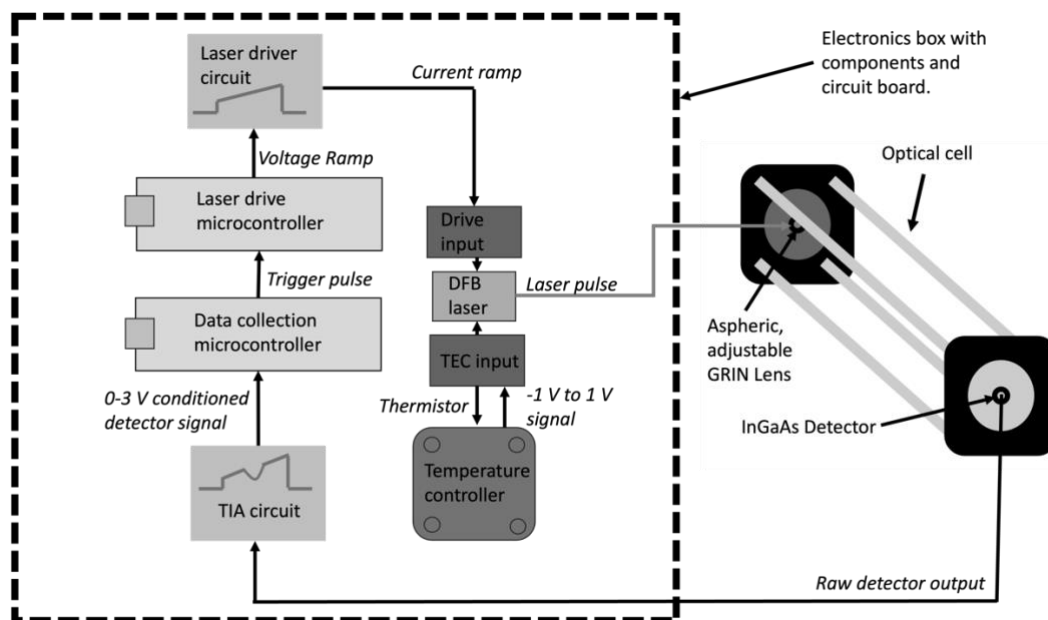 Laser driver
circuit
Current ramp
Electronics box with
components and
circuit board.
Voltage Ramp
Optical cell
Laser drive
microcontroller
Drive
input
Trigger pulse
DFB
laser
Laser pulse
Data collection
microcontroller
Aspheric,
adjustable
GRIN Lens
TEC input
0-3 V conditioned
detector signal
Thermistor
-1 V to 1 V
signal
InGaAs Detector
Temperature
controller
TIA circuit
Raw detector output